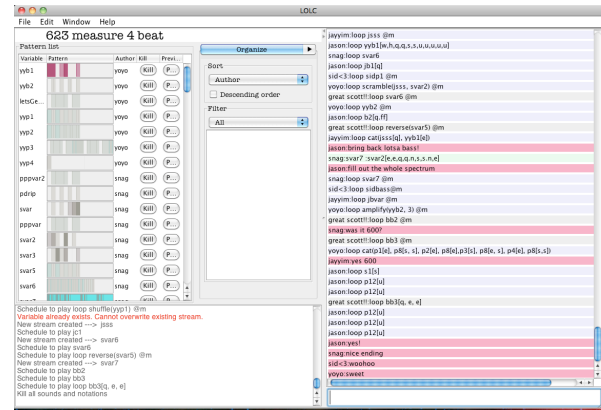 LOLC
File Edit Window Help
623 measure 4 beat
Pattern list
Variable Pattern Author Kill Previ...
yyb1 yoyo Kill P...
yyb2 yoyo Kill P...
letsGe... yoyo Kill P...
yyp1 yoyo Kill P...
yyp2 yoyo Kill P...
yyp3 yoyo Kill P...
yyp4 yoyo Kill P...
pppvar2 snag Kill P...
pdrip snag Kill P...
svar snag Kill P...
pppvar snag Kill P...
svar2 snag Kill P...
svar3 snag Kill P...
svar5 snag Kill P...
svar6 snag Kill P...
Organize
Sort
Author
Descending order
Filter
All
Schedule to play loop shuffle(yyp1) @m
Variable already exists. Cannot overwrite existing stream.
New stream created ---> jsss
Schedule to play jc1
New stream created ---> svar6
Schedule to play svar6
Schedule to play loop reverse(svar5) @m
New stream created ---> svar7
Schedule to play bb2
Schedule to play bb3
Schedule to play loop bb3[q, e, e]
Kill all sounds and notations
jayyim:loop jsss @m
jason:loop yyb1[w,h,q,q,s,s,u,u,u,u,u]
snag:loop svar6
jason:loop jb1[q]
sid<3:loop sidp1 @m
yoyo:loop scramble(jsss, svar2) @m
great scott!!:loop svar6 @m
yoyo:loop yyb2 @m
jason:loop b2[q.ff]
great scott!!:loop reverse(svar5) @m
jayyim:loop cat(jsss[q], yyb1[e])
jason:bring back lotsa bass!
snag:svar7 :svar2[e,e,q,q,n,s,s,n,e]
jason:fill out the whole spectrum
snag:loop svar7 @m
sid<3:loop sidbass@m
jayyim:loop jbvar @m
yoyo:loop amplify(yyb2, 3) @m
great scott!!:loop bb2 @m
snag:was it 600?
great scott!!:loop bb3 @m
yoyo:loop cat(p1[e], p8[s, s], p2[e], p8[e],p3[s], p8[e, s], p4[e], p8[s,s])
jayyim:yes 600
jason:loop s1[s]
jason:loop p12[u]
jason:loop p12[u]
great scott!!:loop bb3[q, e, e]
jason:loop p12[u]
jason:loop p12[u]
jason:yes!
snag:nice ending
sid<3:woohoo
yoyo:sweet